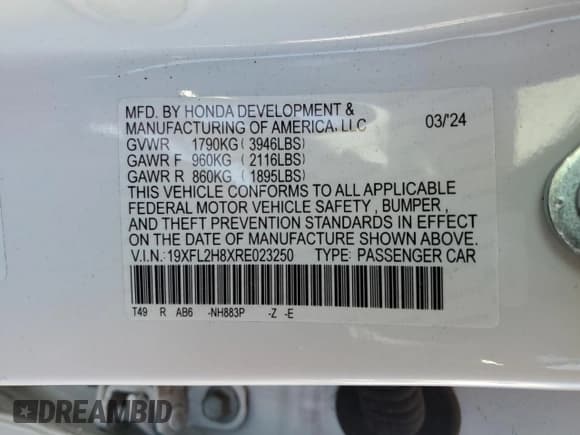 MFD. BY HONDA DEVELOPMENT &
MANUFACTURING OF AMERICA, LLC 03/'24
GVWR 1790KG ( 3946LBS)
GAWR F 960KG ( 2116LBS)
GAWR R 860KG ( 1895LBS)
THIS VEHICLE CONFORMS TO ALL APPLICABLE
FEDERAL MOTOR VEHICLE SAFETY , BUMPER ,
AND THEFT PREVENTION STANDARDS IN EFFECT
ON THE DATE OF MANUFACTURE SHOWN ABOVE.
V.I.N.: 19XFL2H8XRE023250 TYPE: PASSENGER CAR
T49 R AB6 -NH883P -Z -E
DREAMBID